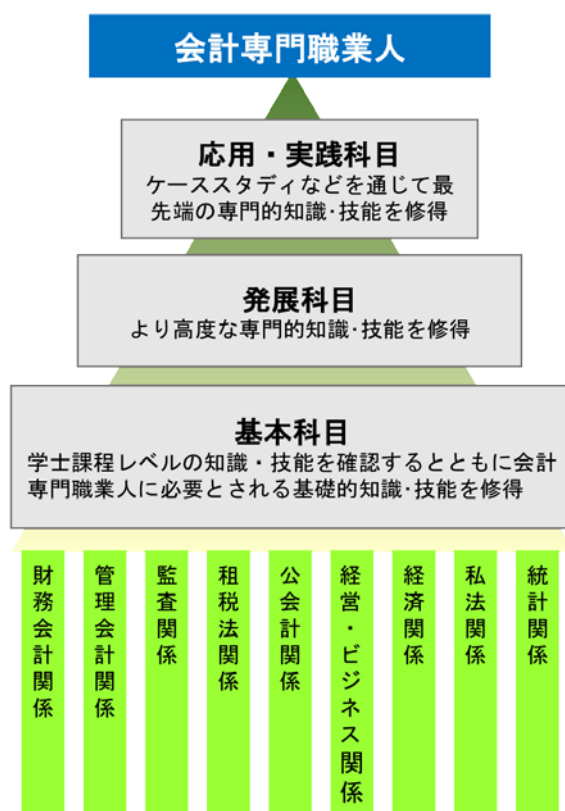 会計専門職業人
応用・実践科目
ケーススタディなどを通じて最
先端の専門的知識･技能を修得
発展科目
より高度な専門的知識･技能を修得
基本科目
学士課程レベルの知識・技能を確認するとともに会計
専門職業人に必要とされる基礎的知識･技能を修得
財務会計関係
管理会計関係
監査関係
租税法関係
公会計関係
経営・ビジネス関係
経済関係
私法関係
統計関係